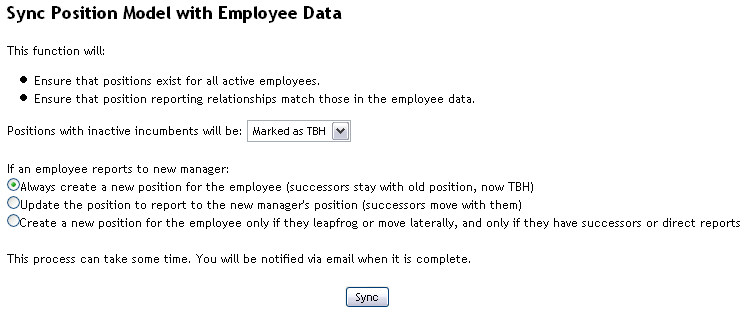 Sync Position Model with Employee Data
This function will:
Ensure that positions exist for all active employees.
Ensure that position reporting relationships match those in the employee data.
Positions with inactive incumbents will be: Marked as TBH
If an employee reports to new manager:
Always create a new position for the employee (successors stay with old position, now TBH)
Update the position to report to the new manager's position (successors move with them)
Create a new position for the employee only if they leapfrog or move laterally, and only if they have successors or direct reports
This process can take some time. You will be notified via email when it is complete.
Sync